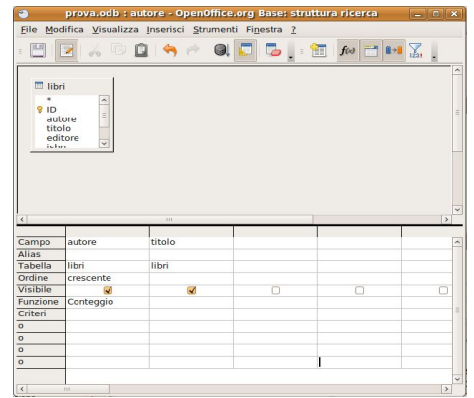 prova.odb : autore - OpenOffice.org Base: struttura ricerca
File Modifica Visualizza Inserisci Strumenti Finestra ?
f(x)
libri
*
ID
autore
titolo
editore
isbn
Campo autore titolo
Alias
Tabella libri libri
Ordine crescente
Visibile
Funzione Conteggio
Criteri
o
o
o
o